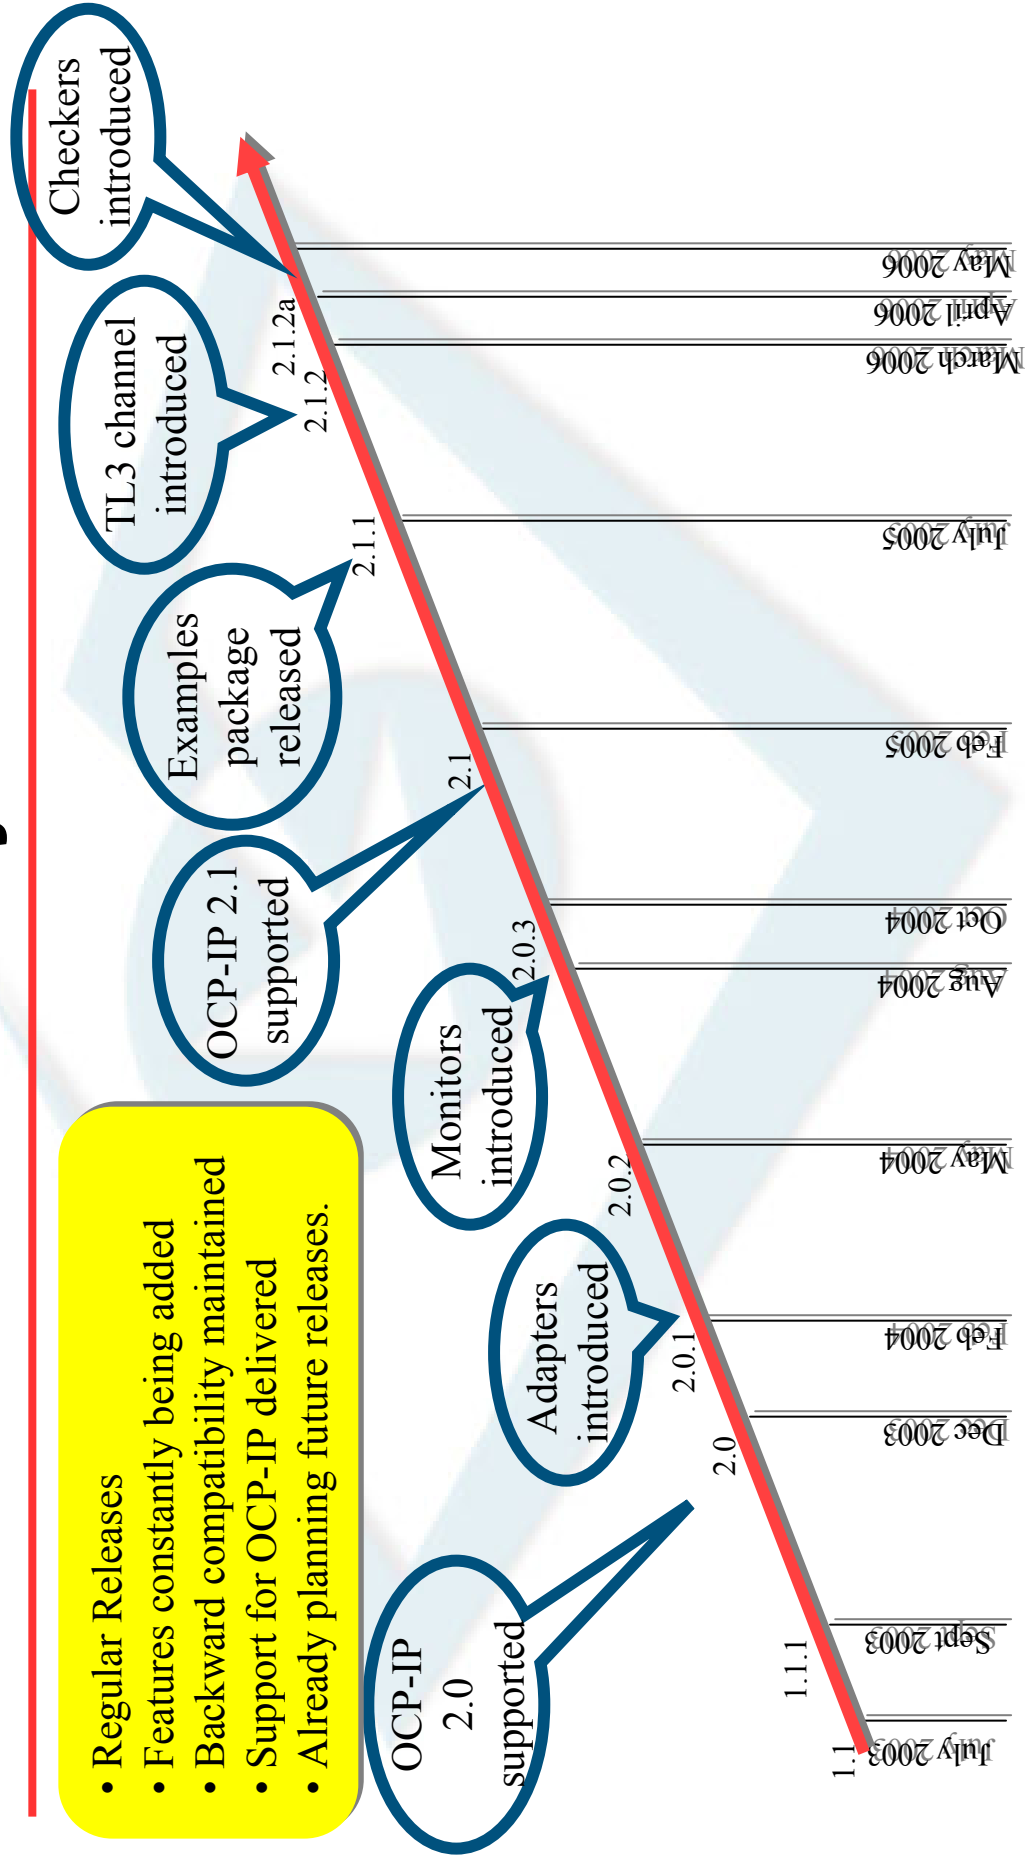 • Regular Releases
• Features constantly being added
• Backward compatibility maintained
• Support for OCP-IP delivered
• Already planning future releases.
OCP-IP
2.0
supported
Adapters
introduced
Monitors
introduced
OCP-IP 2.1
supported
Examples
package
released
TL3 channel
introduced
Checkers
introduced
1.1
1.1.1
2.0
2.0.1
2.0.2
2.0.3
2.1
2.1.1
2.1.2
2.1.2a
July 2003
Sept 2003
Dec 2003
Feb 2004
May 2004
Aug 2004
Oct 2004
Feb 2005
July 2005
March 2006
April 2006
May 2006